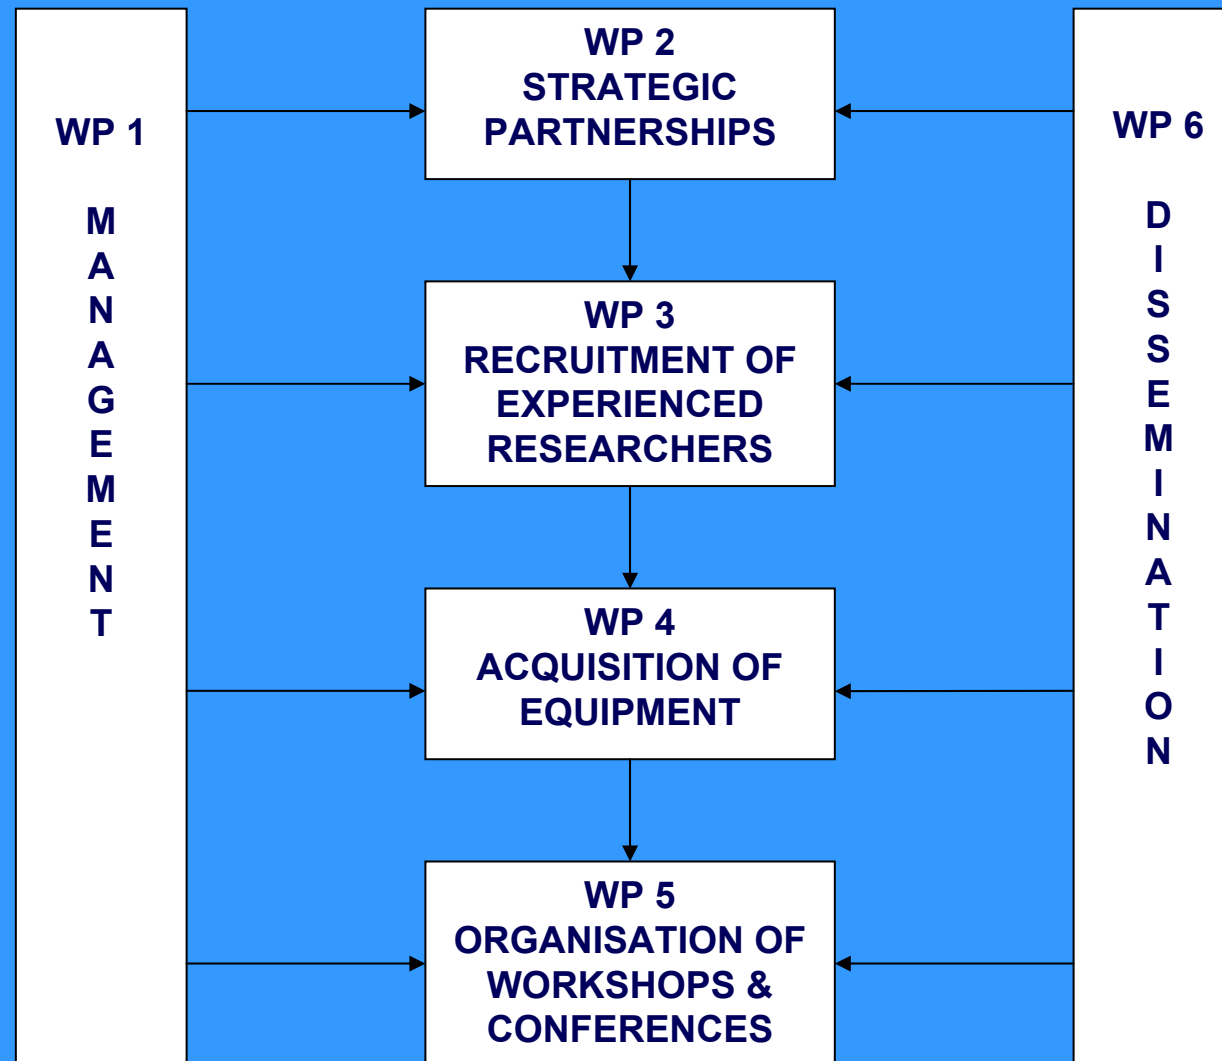 WP 1
M
A
N
A
G
E
M
E
N
T
WP 2
STRATEGIC
PARTNERSHIPS
WP 3
RECRUITMENT OF
EXPERIENCED
RESEARCHERS
WP 4
ACQUISITION OF
EQUIPMENT
WP 5
ORGANISATION OF
WORKSHOPS &
CONFERENCES
WP 6
D
I
S
S
E
M
I
N
A
T
I
O
N